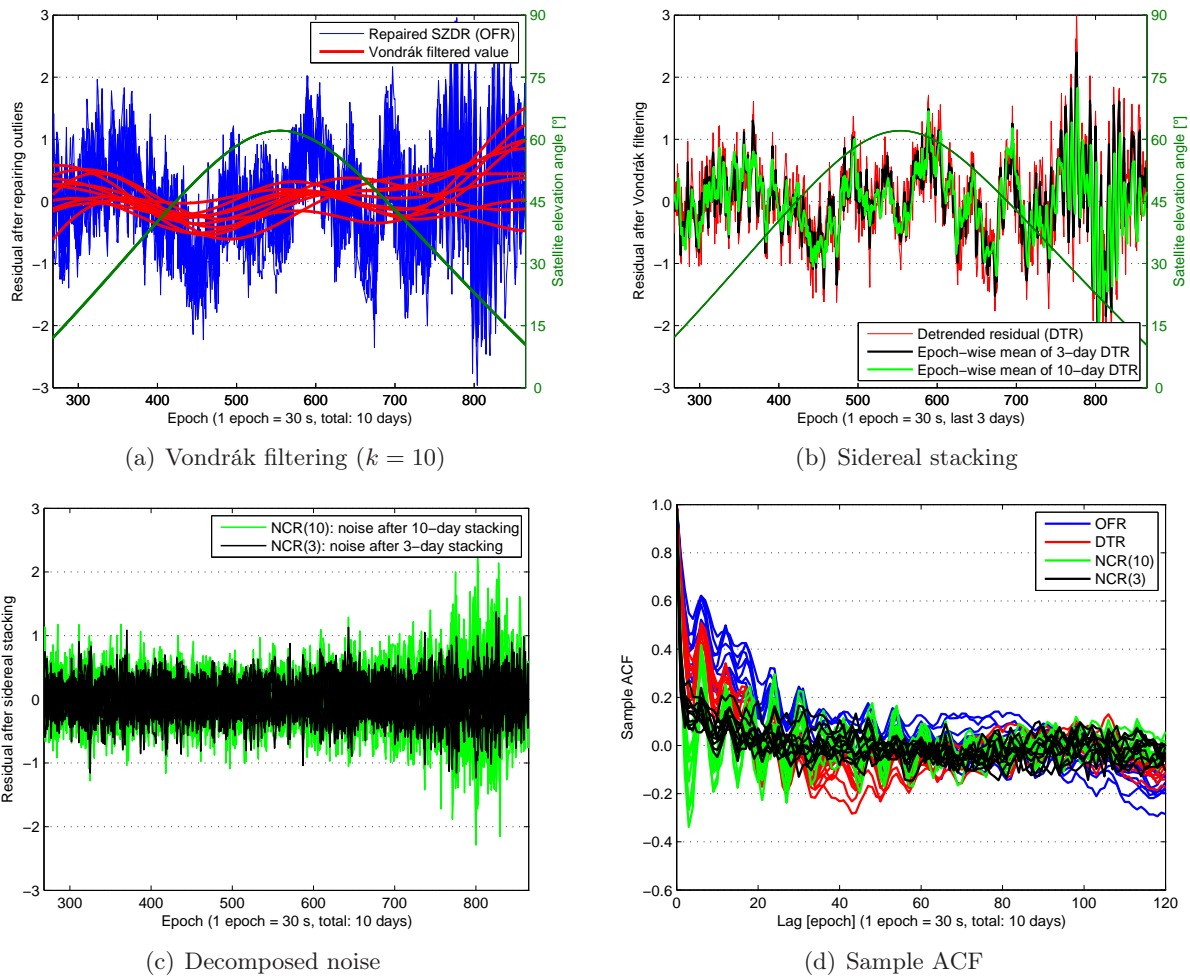 3
2
1
0
−1
−2
−3
Residual after repairing outliers
Repaired SZDR (OFR)
Vondrák filtered value
90
75
60
45
30
15
0
Satellite elevation angle [°]
300 400 500 600 700 800
Epoch (1 epoch = 30 s, total: 10 days)
(a) Vondrák filtering (k = 10)
3
2
1
0
−1
−2
−3
Residual after Vondrák filtering
Detrended residual (DTR)
Epoch−wise mean of 3−day DTR
Epoch−wise mean of 10−day DTR
90
75
60
45
30
15
0
Satellite elevation angle [°]
300 400 500 600 700 800
Epoch (1 epoch = 30 s, last 3 days)
(b) Sidereal stacking
3
2
1
0
−1
−2
−3
Residual after sidereal stacking
NCR(10): noise after 10−day stacking
NCR(3): noise after 3−day stacking
300 400 500 600 700 800
Epoch (1 epoch = 30 s, total: 10 days)
(c) Decomposed noise
1.0
0.8
0.6
0.4
0.2
0.0
−0.2
−0.4
−0.6
Sample ACF
OFR
DTR
NCR(10)
NCR(3)
0 20 40 60 80 100 120
Lag [epoch] (1 epoch = 30 s, total: 10 days)
(d) Sample ACF